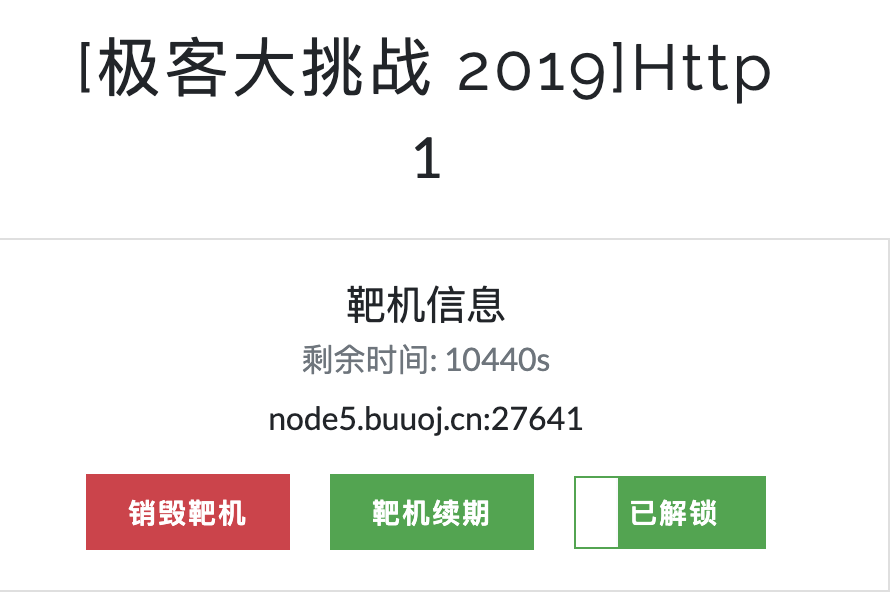 [极客大挑战 2019]Http
1
靶机信息
剩余时间: 10440s
node5.buuoj.cn:27641
销毁靶机
靶机续期
已解锁